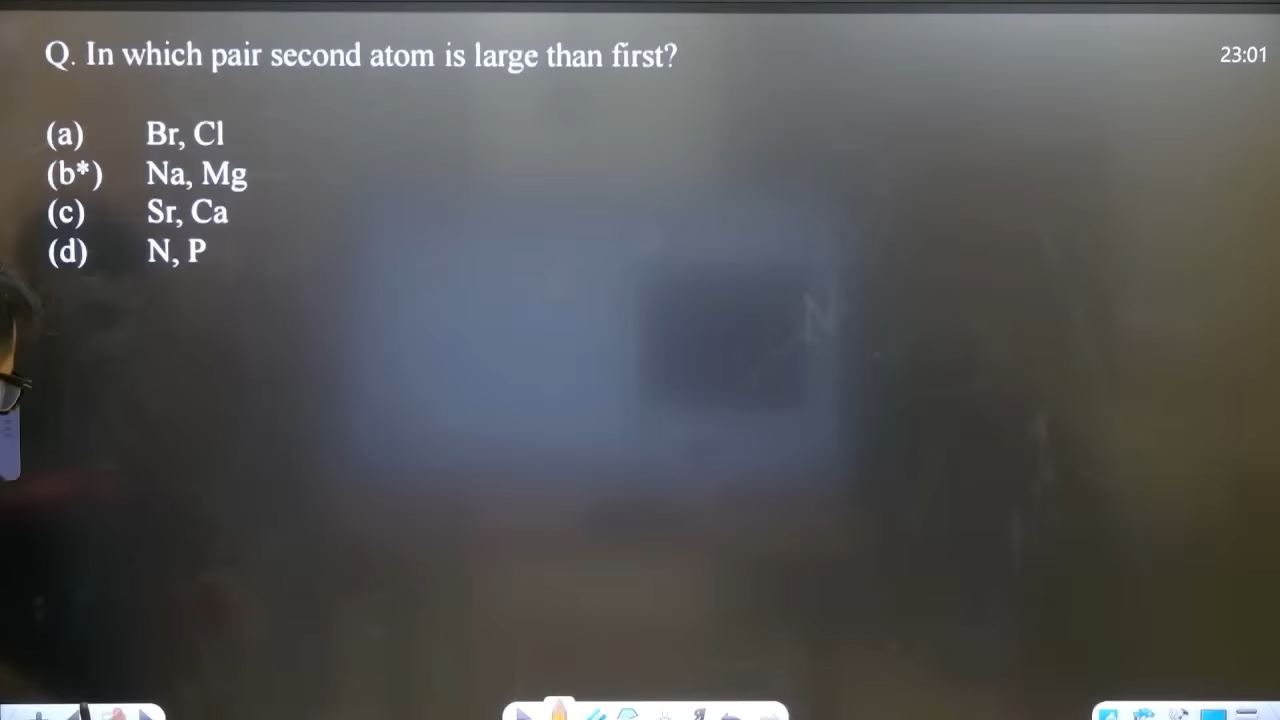 Q. In which pair second atom is large than first?
23:01
(a) Br, Cl
(b*) Na, Mg
(c) Sr, Ca
(d) N, P
N